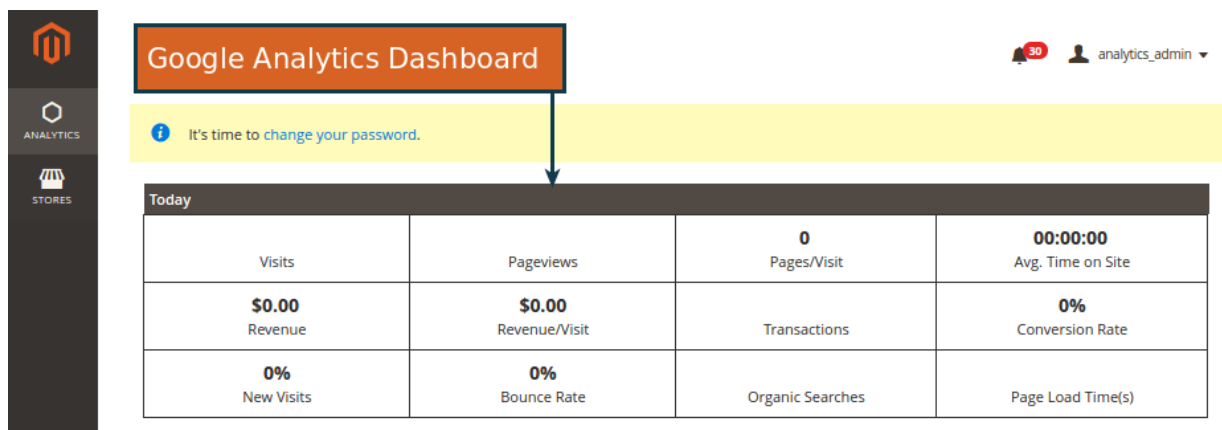 Google Analytics Dashboard
30
analytics_admin
ANALYTICS
It's time to change your password.
STORES
Today
Visits
Pageviews
0
Pages/Visit
00:00:00
Avg. Time on Site
$0.00
Revenue
$0.00
Revenue/Visit
Transactions
0%
Conversion Rate
0%
New Visits
0%
Bounce Rate
Organic Searches
Page Load Time(s)